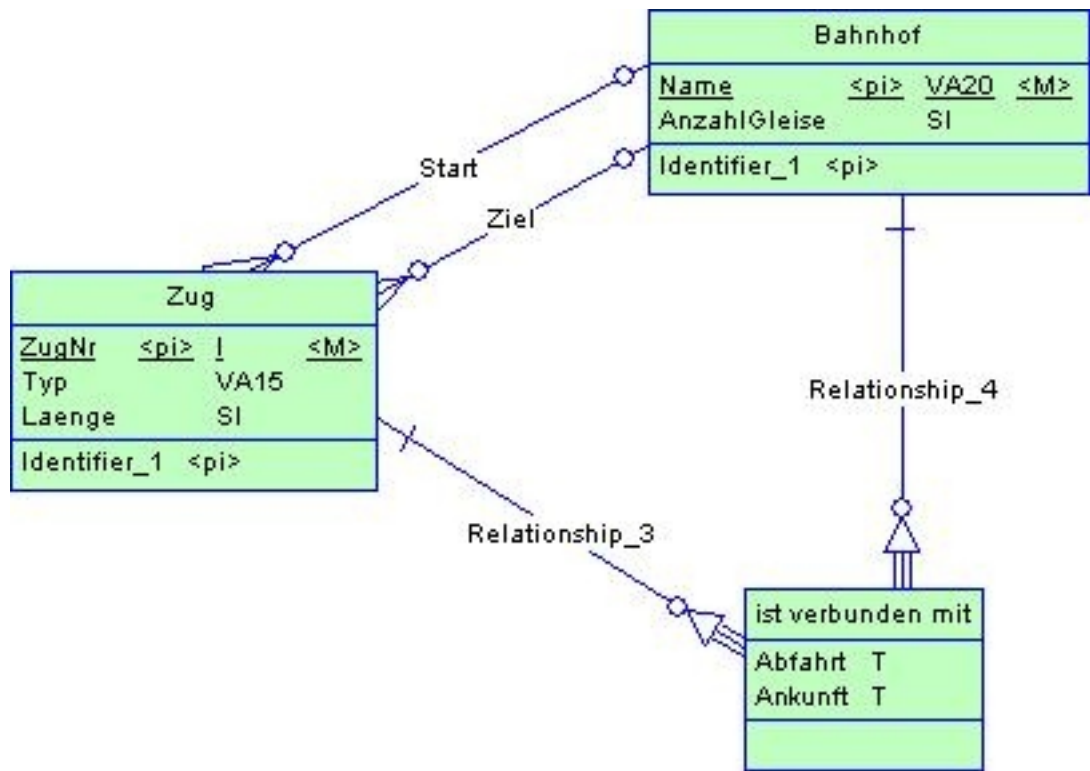 Bahnhof
Name <pi> VA20 <M>
AnzahlGleise SI
Identifier_1 <pi>
Start
Ziel
Zug
ZugNr <pi> I <M>
Typ VA15
Laenge SI
Identifier_1 <pi>
Relationship_4
Relationship_3
ist verbunden mit
Abfahrt T
Ankunft T